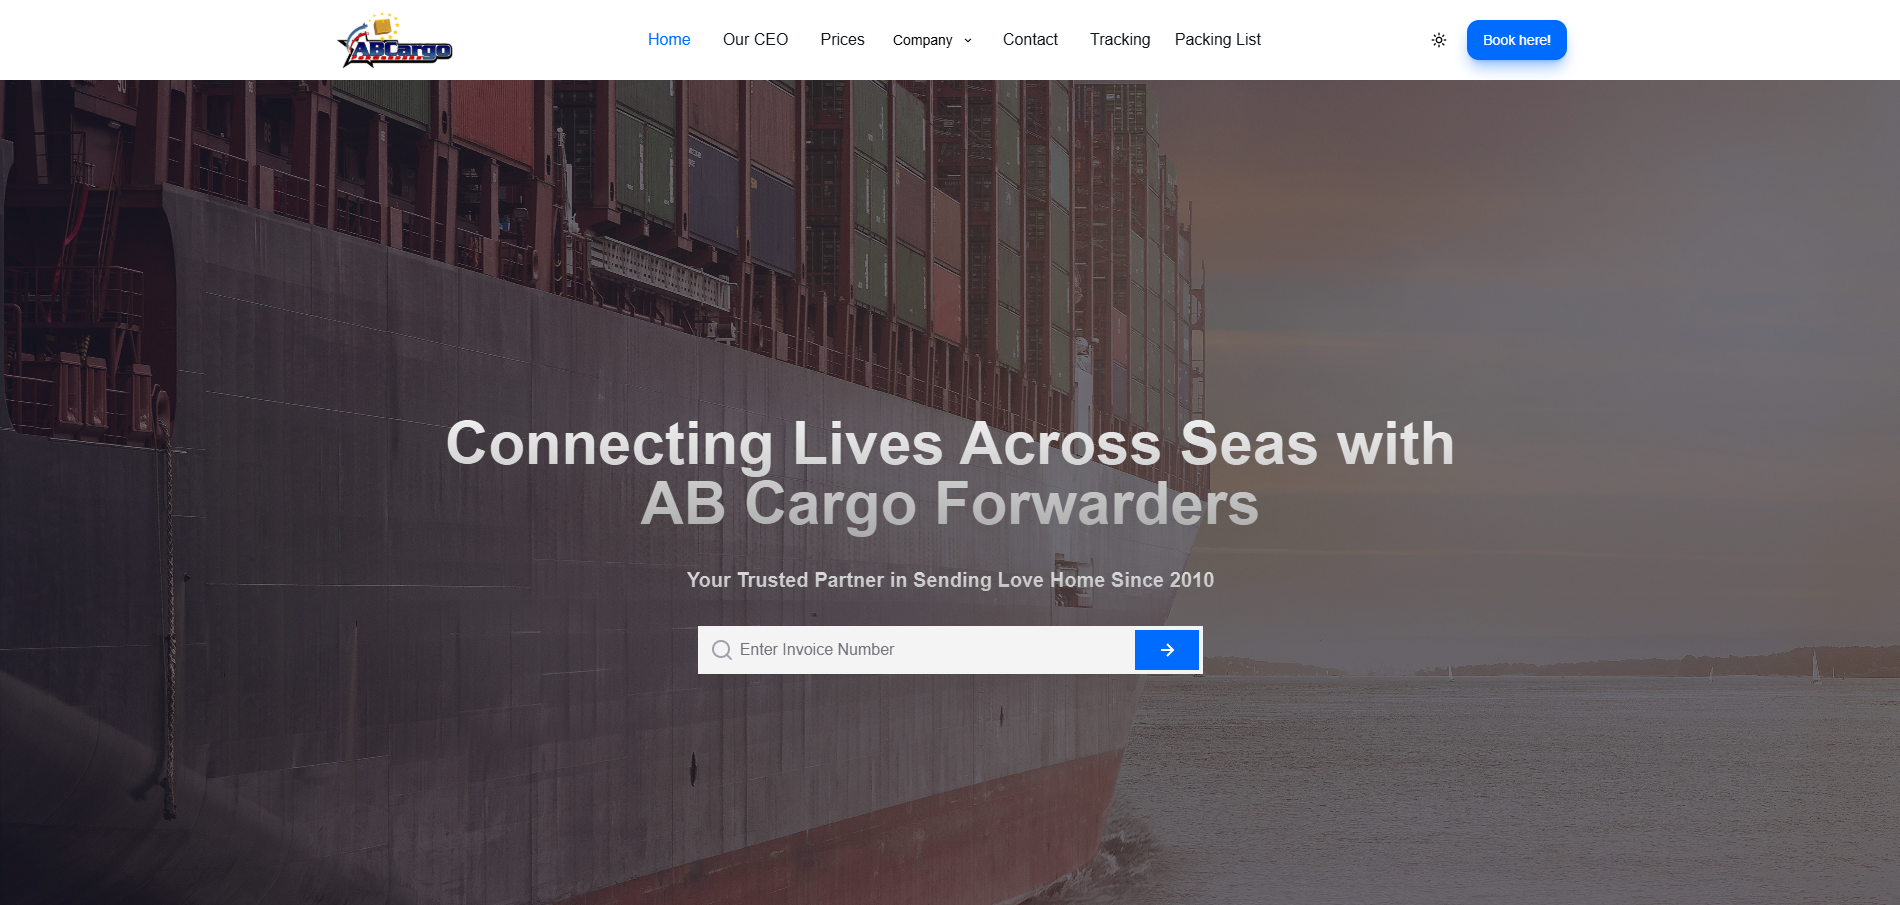 ABCargo
Home
Our CEO
Prices
Company
Contact
Tracking
Packing List
Book here!
Connecting Lives Across Seas with
AB Cargo Forwarders
Your Trusted Partner in Sending Love Home Since 2010
Enter Invoice Number